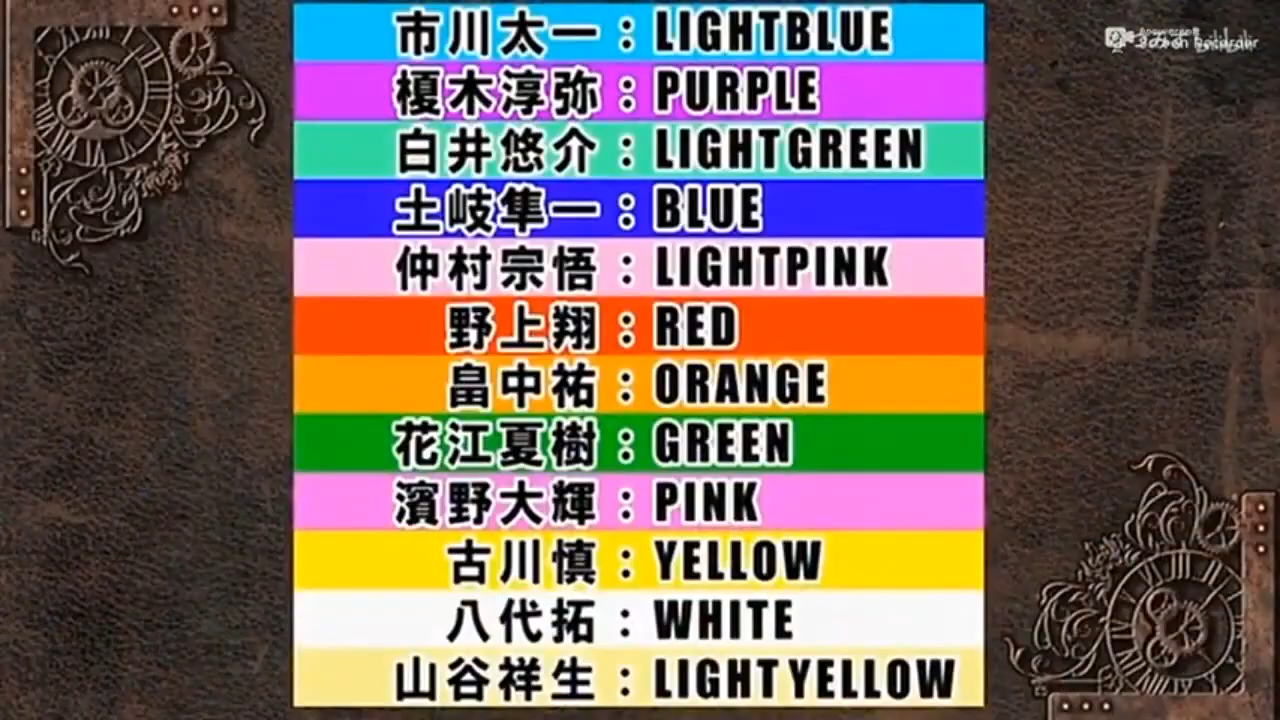 市川太一：LIGHTBLUE
榎木淳弥：PURPLE
白井悠介：LIGHTGREEN
土岐隼一：BLUE
仲村宗悟：LIGHTPINK
野上翔：RED
畠中祐：ORANGE
花江夏樹：GREEN
濱野大輝：PINK
古川慎：YELLOW
八代拓：WHITE
山谷祥生：LIGHTYELLOW